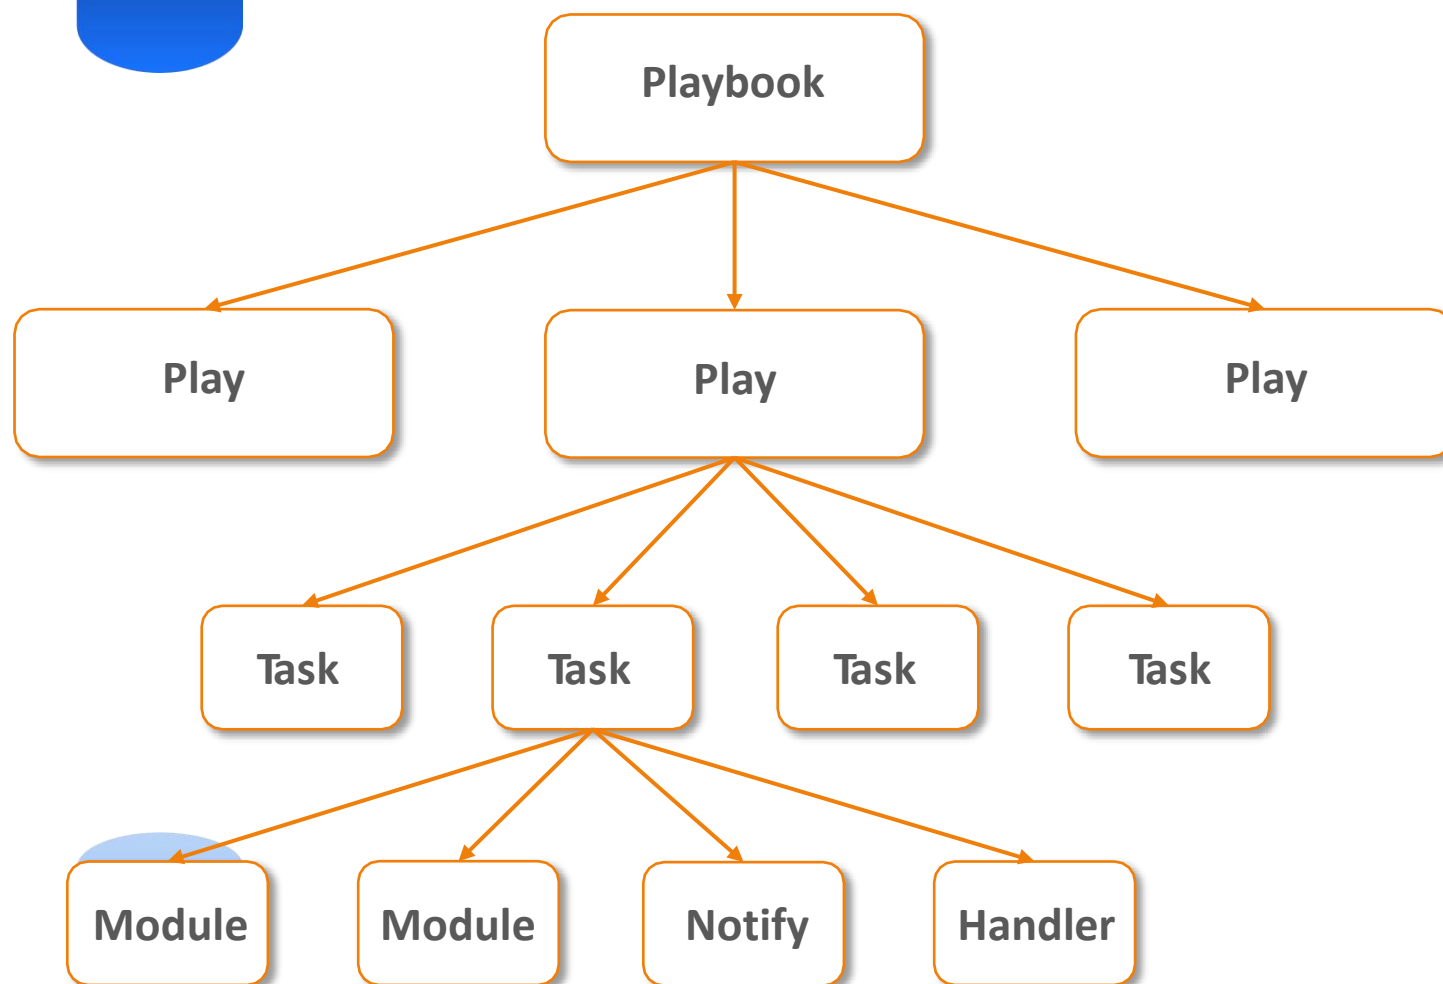 Playbook
Play
Play
Play
Task
Task
Task
Task
Module
Module
Notify
Handler